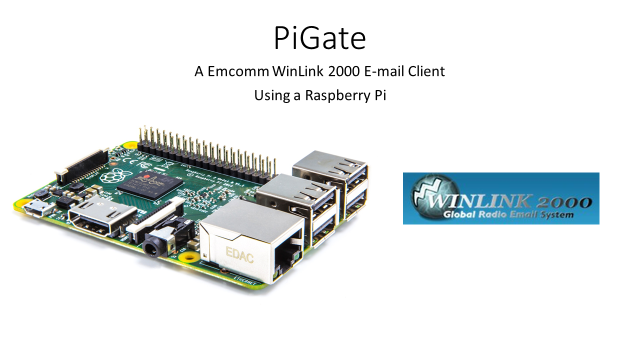 PiGate
A Emcomm WinLink 2000 E-mail Client
Using a Raspberry Pi
EDAC
WINLINK 2000
Global Radio Email System